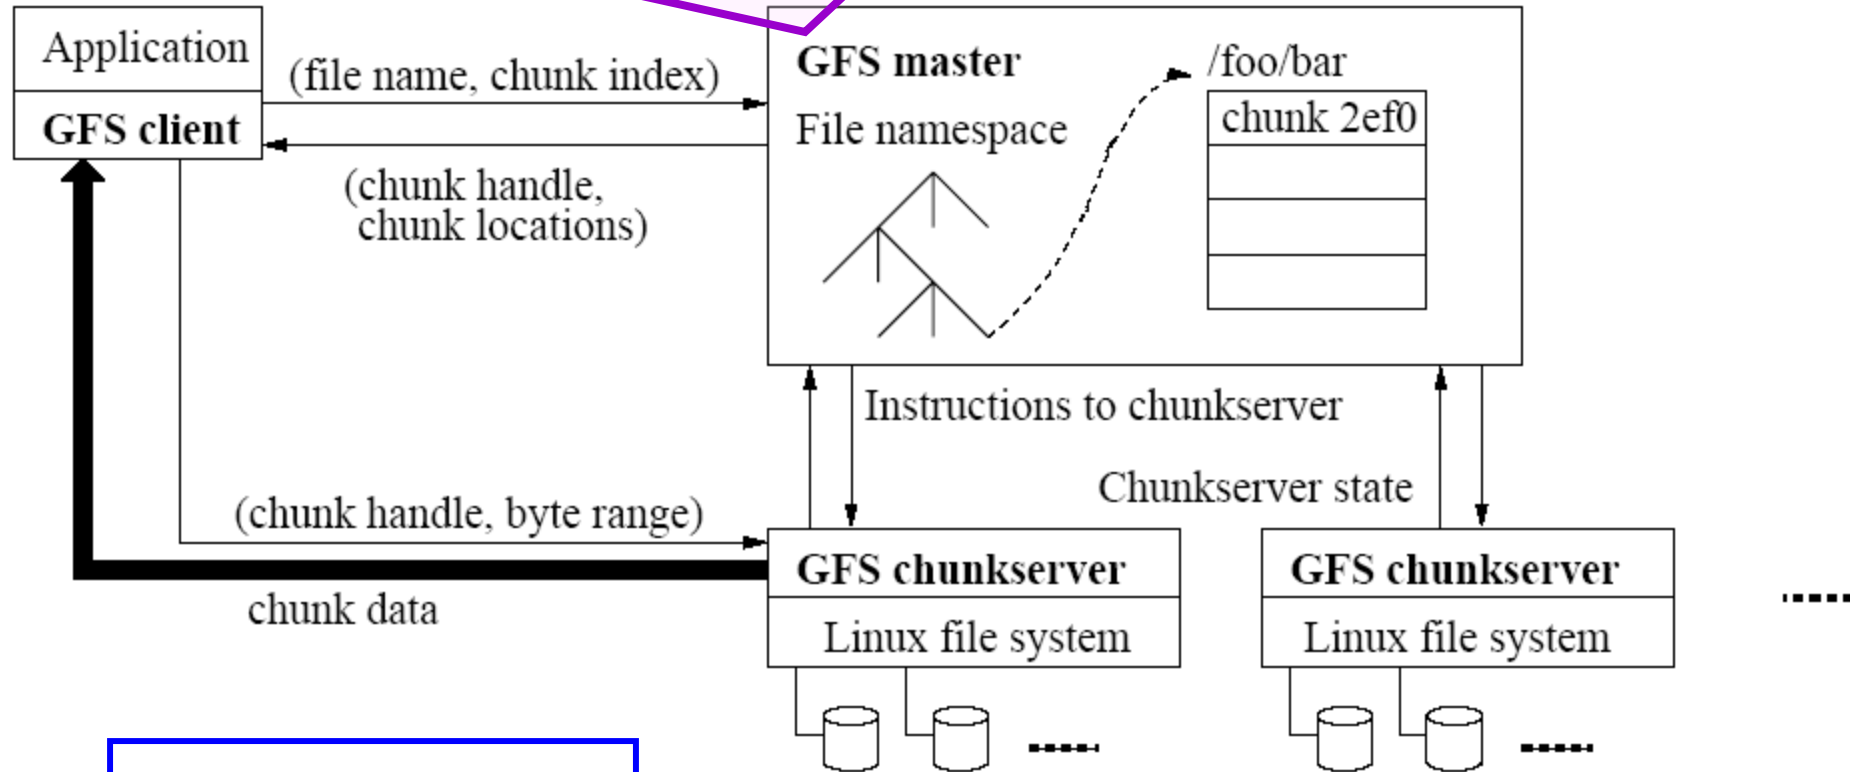 Application
GFS client
(file name, chunk index)
(chunk handle,
chunk locations)
GFS master
File namespace
/foo/bar
chunk 2ef0
Instructions to chunkserver
Chunkserver state
(chunk handle, byte range)
chunk data
GFS chunkserver
Linux file system
GFS chunkserver
Linux file system